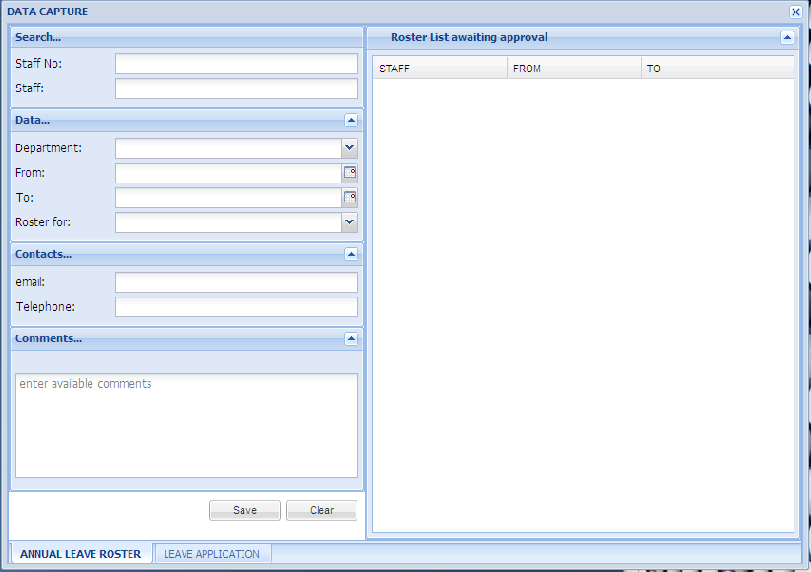 DATA CAPTURE
Search...
Staff No:
Staff:
Data...
Department:
From:
To:
Roster for:
Contacts...
email:
Telephone:
Comments...
enter available comments
Save
Clear
Roster List awaiting approval
STAFF FROM TO
ANNUAL LEAVE ROSTER
LEAVE APPLICATION